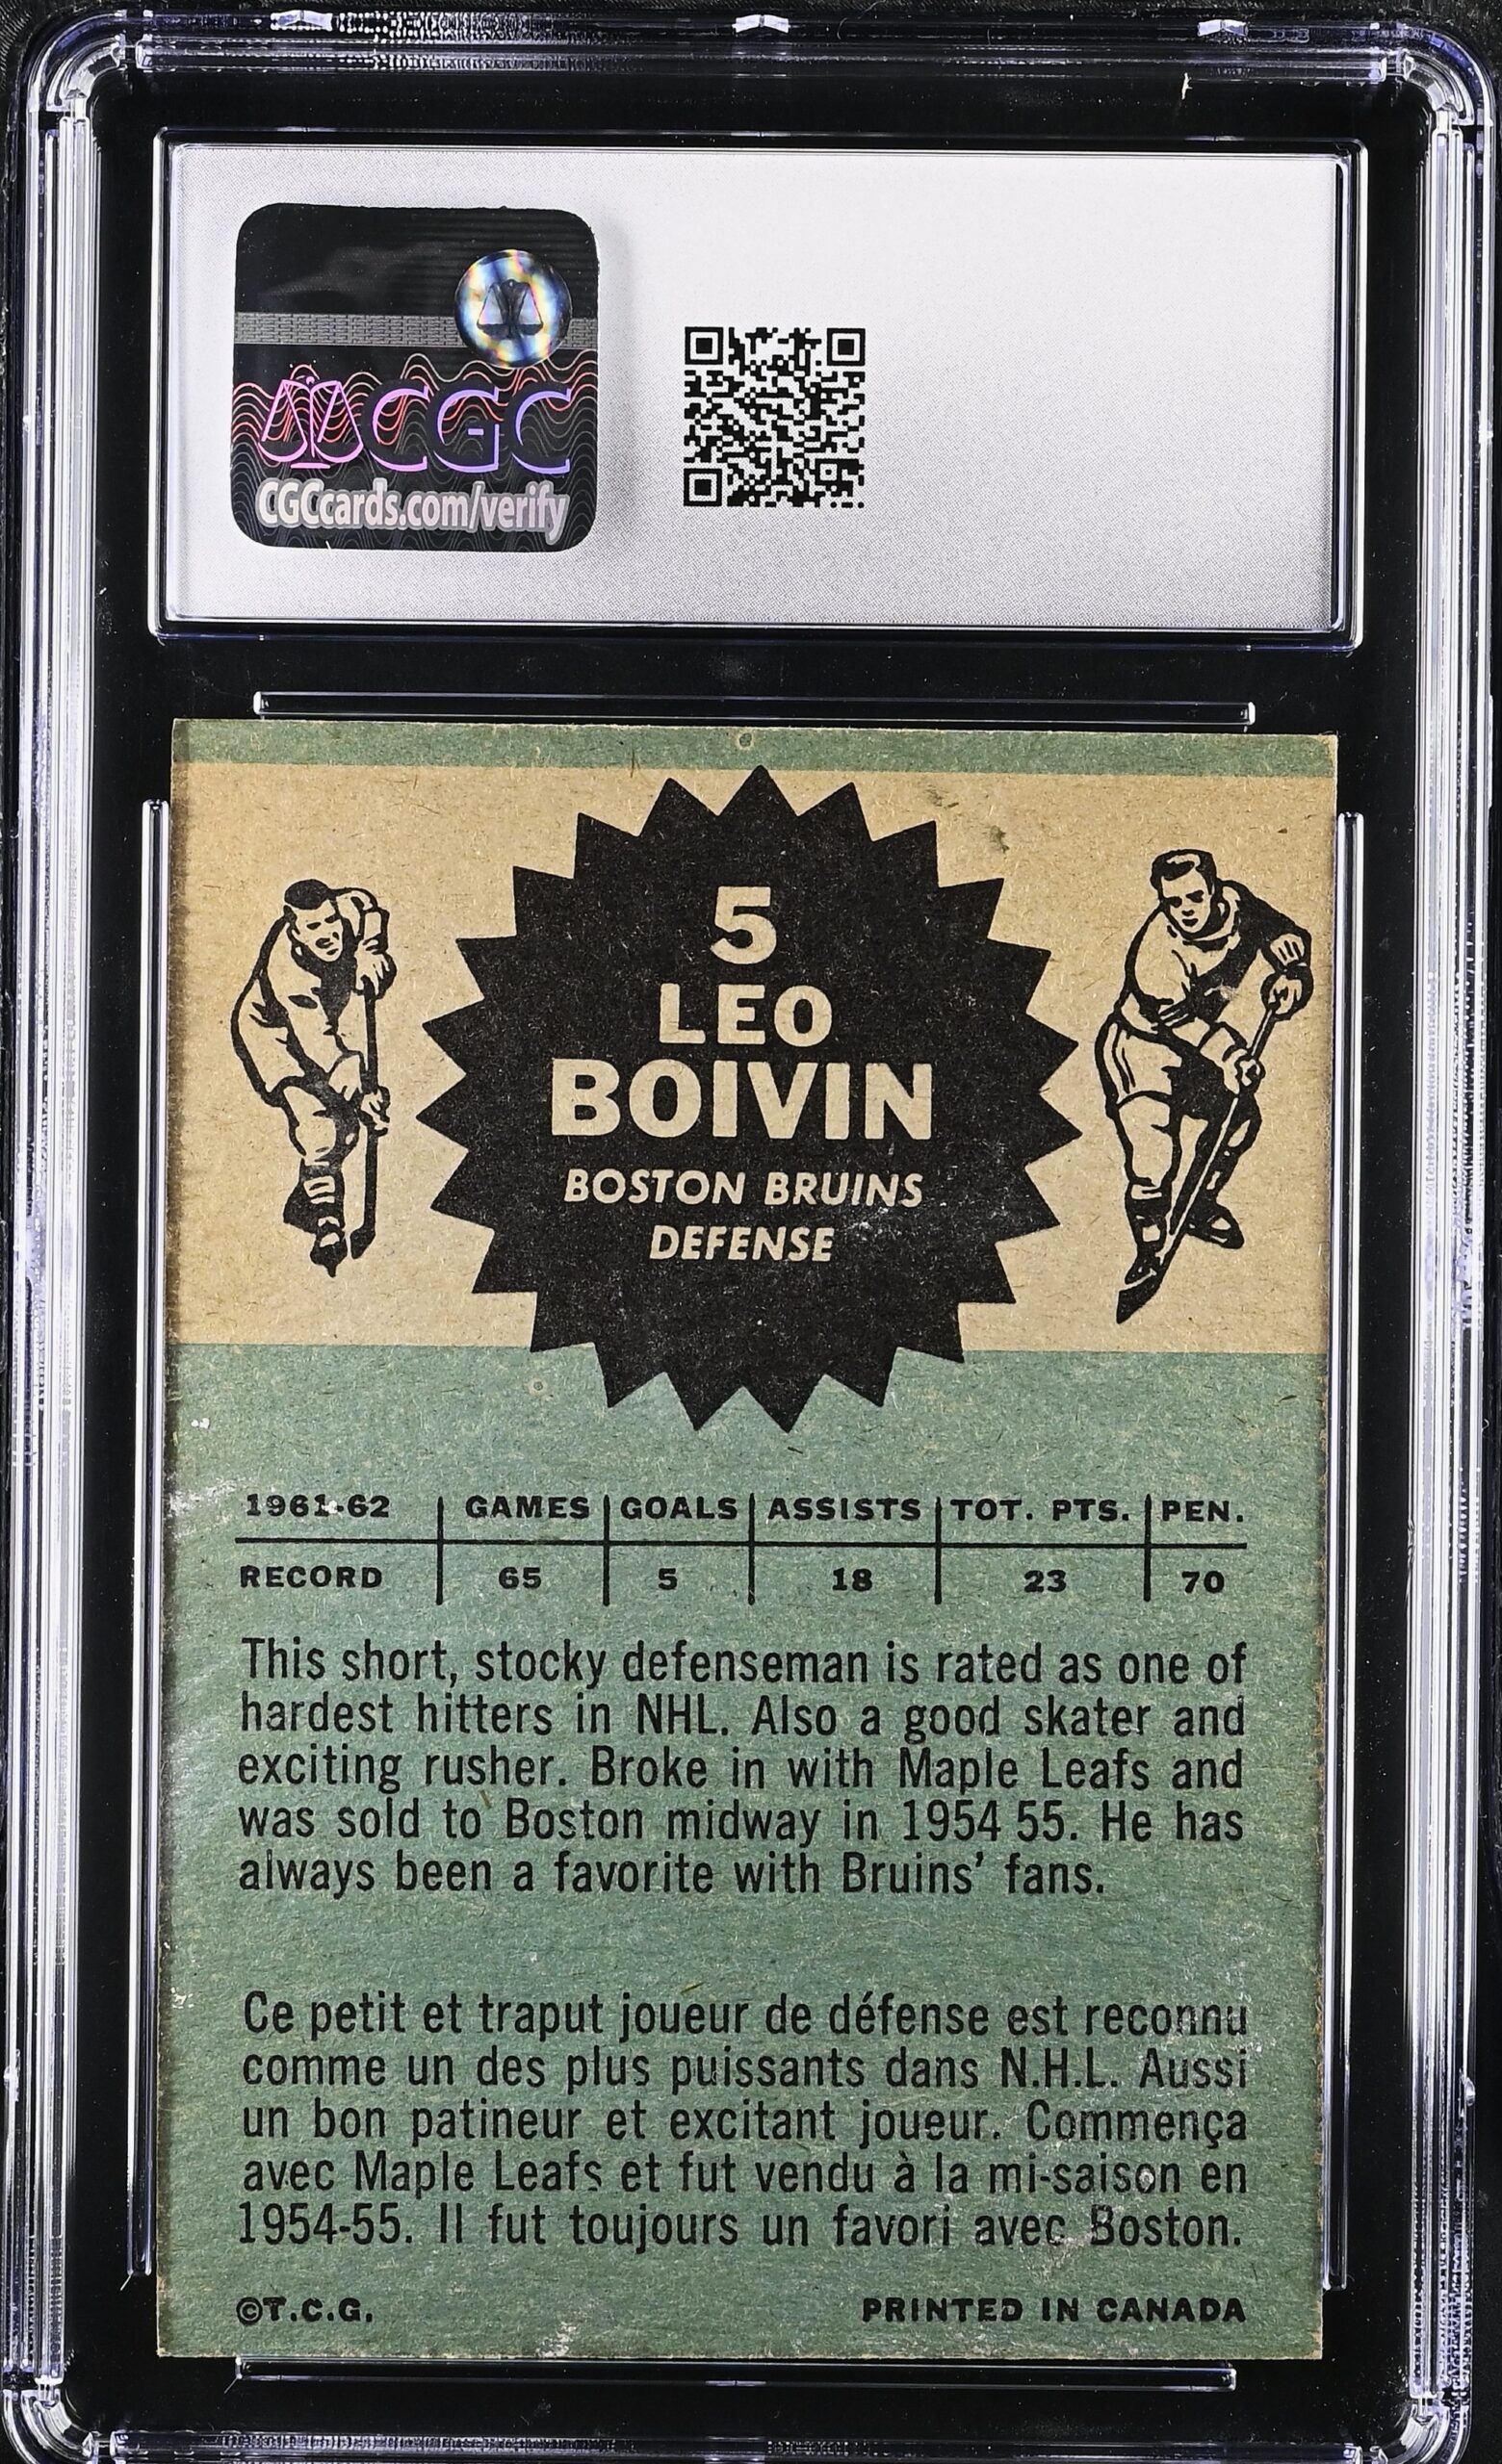 CGC
CGCcards.com/verify
5
LEO
BOIVIN
BOSTON BRUINS
DEFENSE
1961-62 GAMES GOALS ASSISTS TOT. PTS. PEN.
RECORD 65 5 18 23 70
This short, stocky defenseman is rated as one of
hardest hitters in NHL. Also a good skater and
exciting rusher. Broke in with Maple Leafs and
was sold to Boston midway in 1954 55. He has
always been a favorite with Bruins' fans.
Ce petit et traput joueur de défense est reconnu
comme un des plus puissants dans N.H.L. Aussi
un bon patineur et excitant joueur. Commença
avec Maple Leafs et fut vendu à la mi-saison en
1954-55. Il fut toujours un favori avec Boston.
©T.C.G. PRINTED IN CANADA